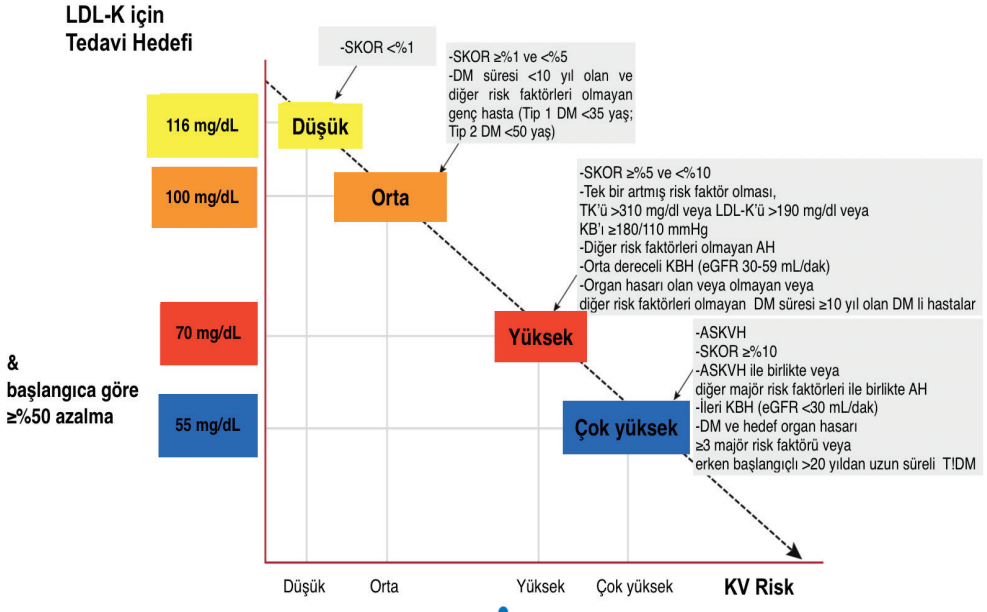 LDL-K için
Tedavi Hedefi
-SKOR <%1
-SKOR ≥%1 ve <%5
-DM süresi <10 yıl olan ve
diğer risk faktörleri olmayan
genç hasta (Tip 1 DM <35 yaş;
Tip 2 DM <50 yaş)
116 mg/dL
Düşük
100 mg/dL
Orta
-SKOR ≥%5 ve <%10
-Tek bir artmış risk faktör olması,
TK'ü >310 mg/dl veya LDL-K'ü >190 mg/dl veya
KB'ı ≥180/110 mmHg
-Diğer risk faktörleri olmayan AH
-Orta dereceli KBH (eGFR 30-59 mL/dak)
-Organ hasarı olan veya olmayan veya
diğer risk faktörleri olmayan DM süresi ≥10 yıl olan DM li hastalar
70 mg/dL
Yüksek
&
başlangıca göre
≥%50 azalma
55 mg/dL
Çok yüksek
-ASKVH
-SKOR ≥%10
-ASKVH ile birlikte veya
diğer majör risk faktörleri ile birlikte AH
-İleri KBH (eGFR <30 mL/dak)
-DM ve hedef organ hasarı
≥3 majör risk faktörü veya
erken başlangıçlı >20 yıldan uzun süreli T!DM
Düşük
Orta
Yüksek
Çok yüksek
KV Risk